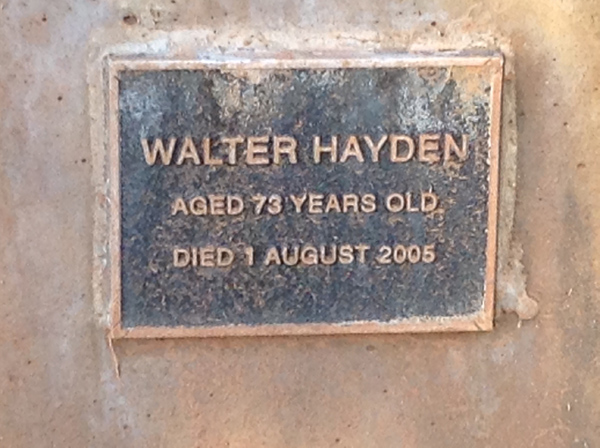 WALTER HAYDEN
AGED 73 YEARS OLD
DIED 1 AUGUST 2005